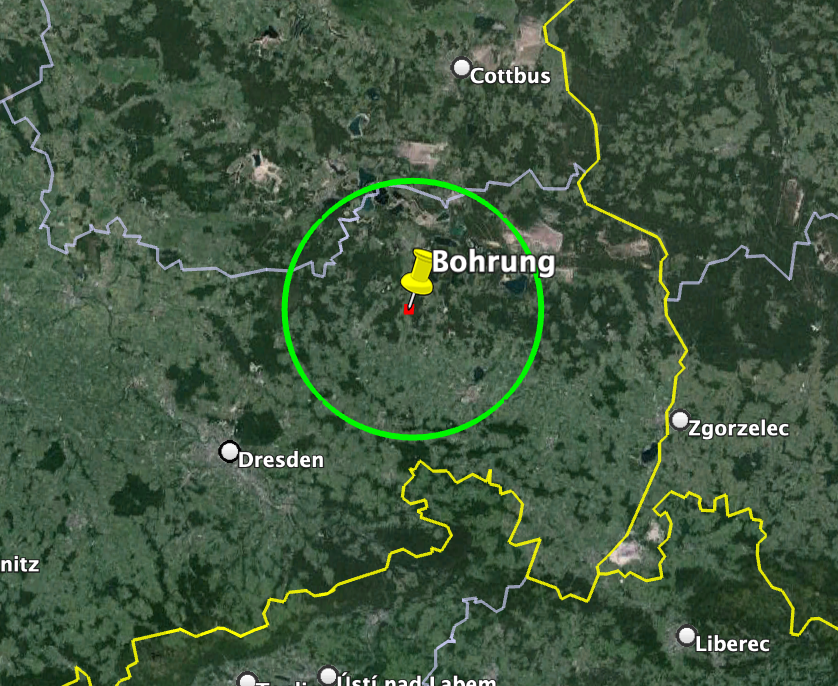 Cottbus
Bohrung
Zgorzelec
Dresden
nitz
Liberec
Ústí nad Labem